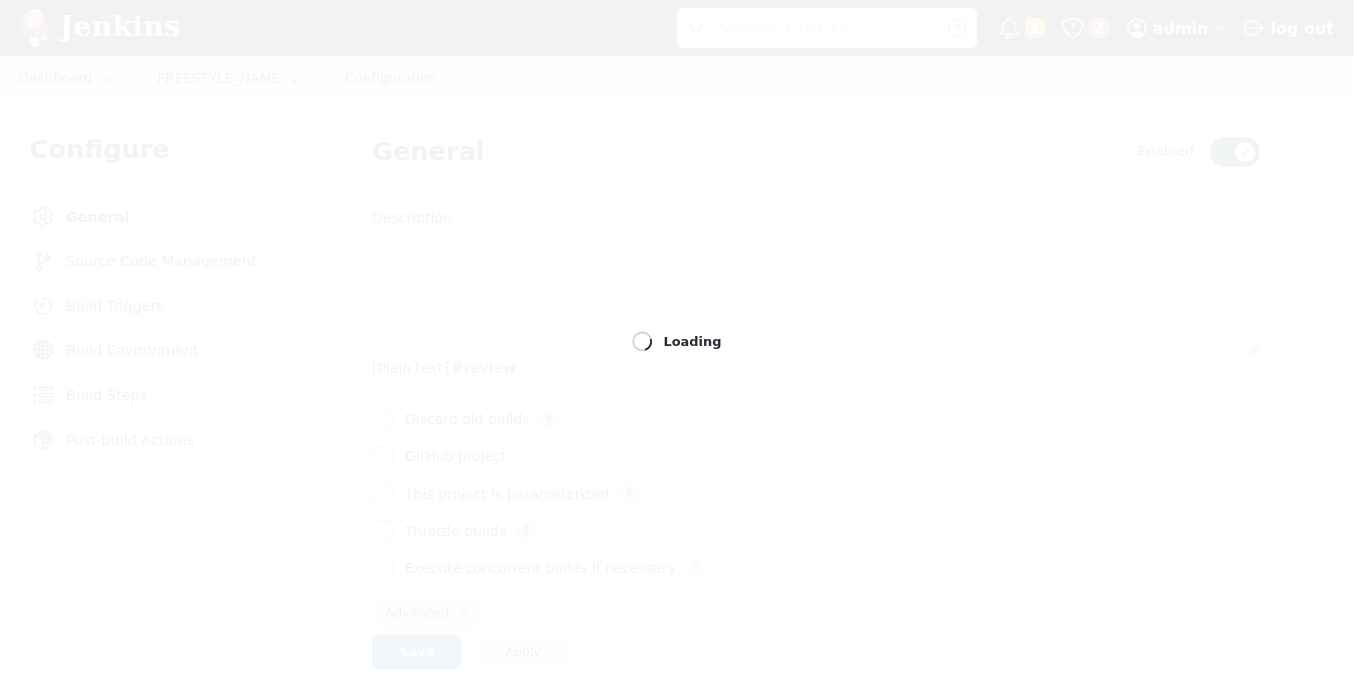 Jenkins
Search (CTRL+K)
1
2
admin
log out
Dashboard
FREESTYLE_NAME
Configuration
Configure
General
Source Code Management
Build Triggers
Build Environment
Build Steps
Post-build Actions
General
Enabled
Description
Loading
[Plain text] Preview
Discard old builds ?
GitHub project
This project is parameterized ?
Throttle builds ?
Execute concurrent builds if necessary ?
Advanced
Save
Apply